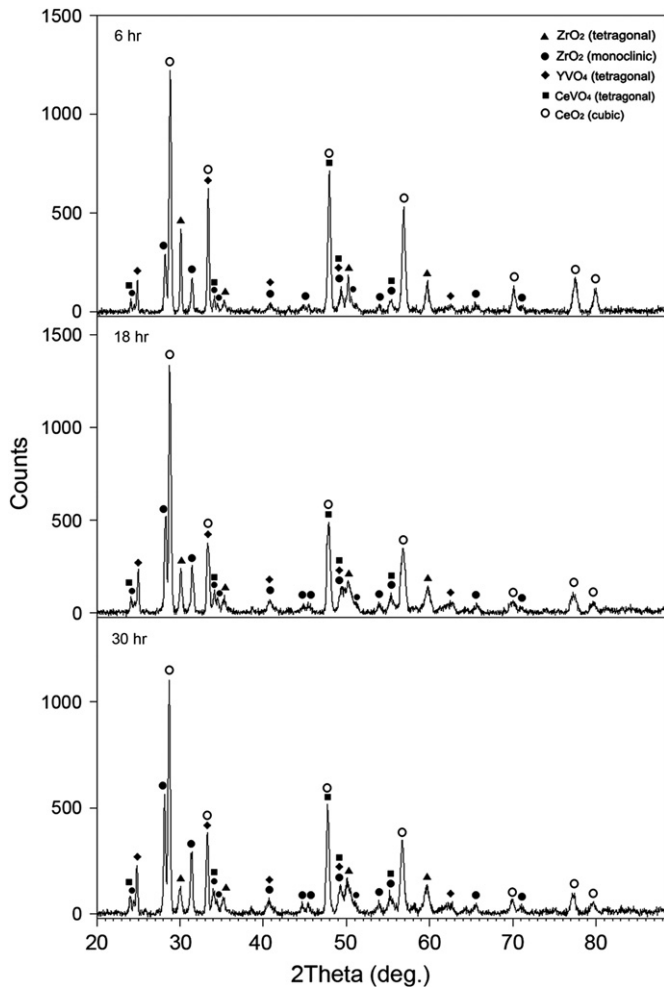 1500
6 hr
ZrO₂ (tetragonal)
ZrO₂ (monoclinic)
YVO₄ (tetragonal)
CeVO₄ (tetragonal)
CeO₂ (cubic)
1000
500
0
1500
18 hr
1000
500
0
30 hr
1000
500
0
Counts
20 30 40 50 60 70 80
2Theta (deg.)